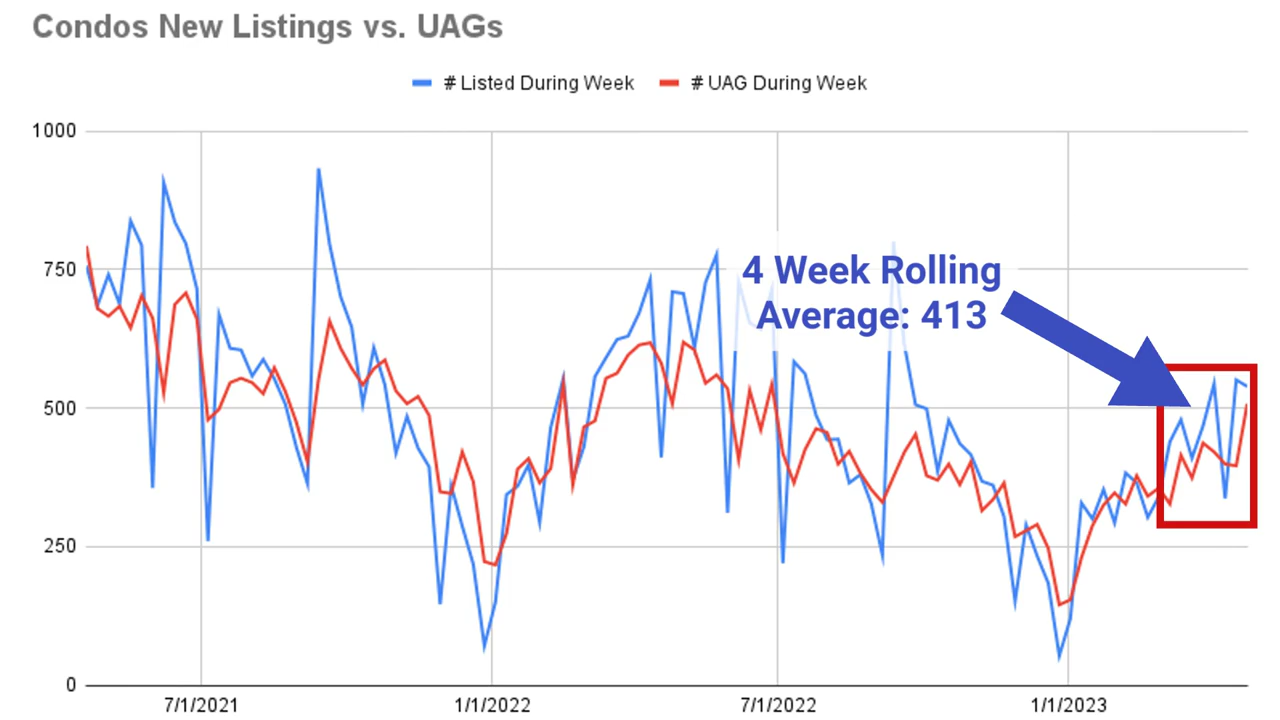 Condos New Listings vs. UAGs
# Listed During Week # UAG During Week
1000
750
500
250
0
4 Week Rolling
Average: 413
7/1/2021 1/1/2022 7/1/2022 1/1/2023